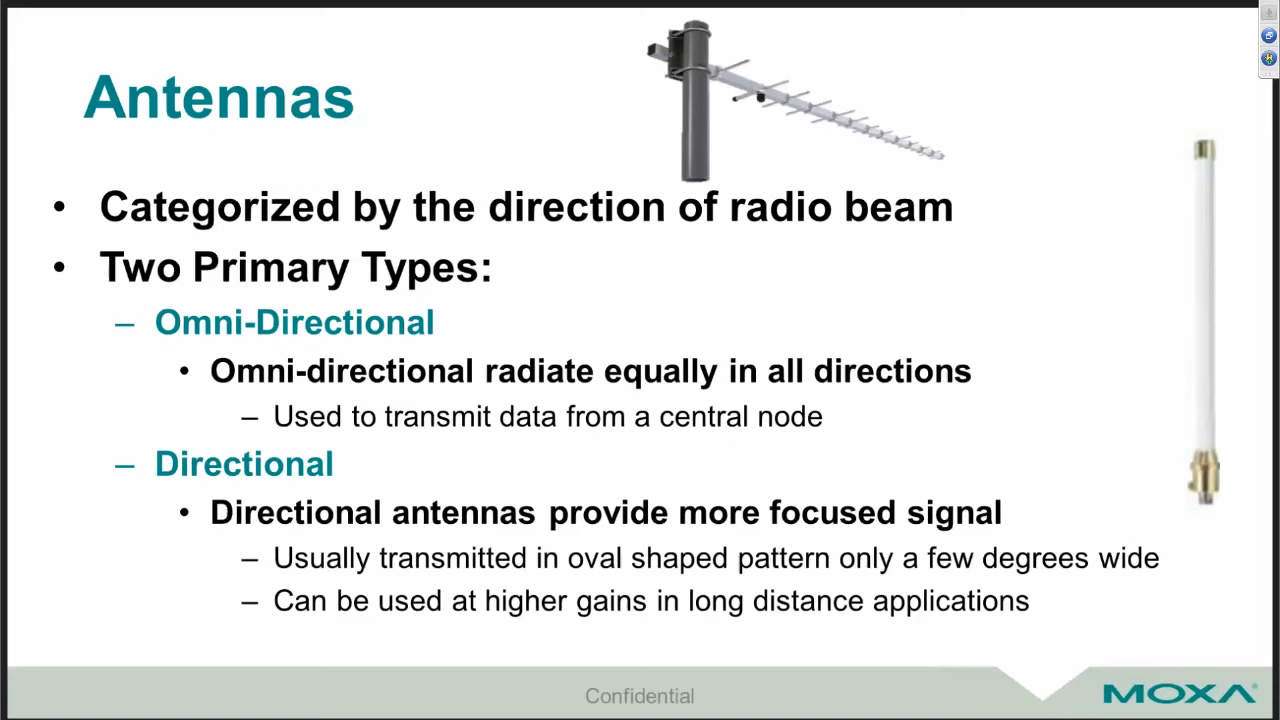 Antennas
• Categorized by the direction of radio beam
• Two Primary Types:
– Omni-Directional
• Omni-directional radiate equally in all directions
– Used to transmit data from a central node
– Directional
• Directional antennas provide more focused signal
– Usually transmitted in oval shaped pattern only a few degrees wide
– Can be used at higher gains in long distance applications
Confidential
MOXA